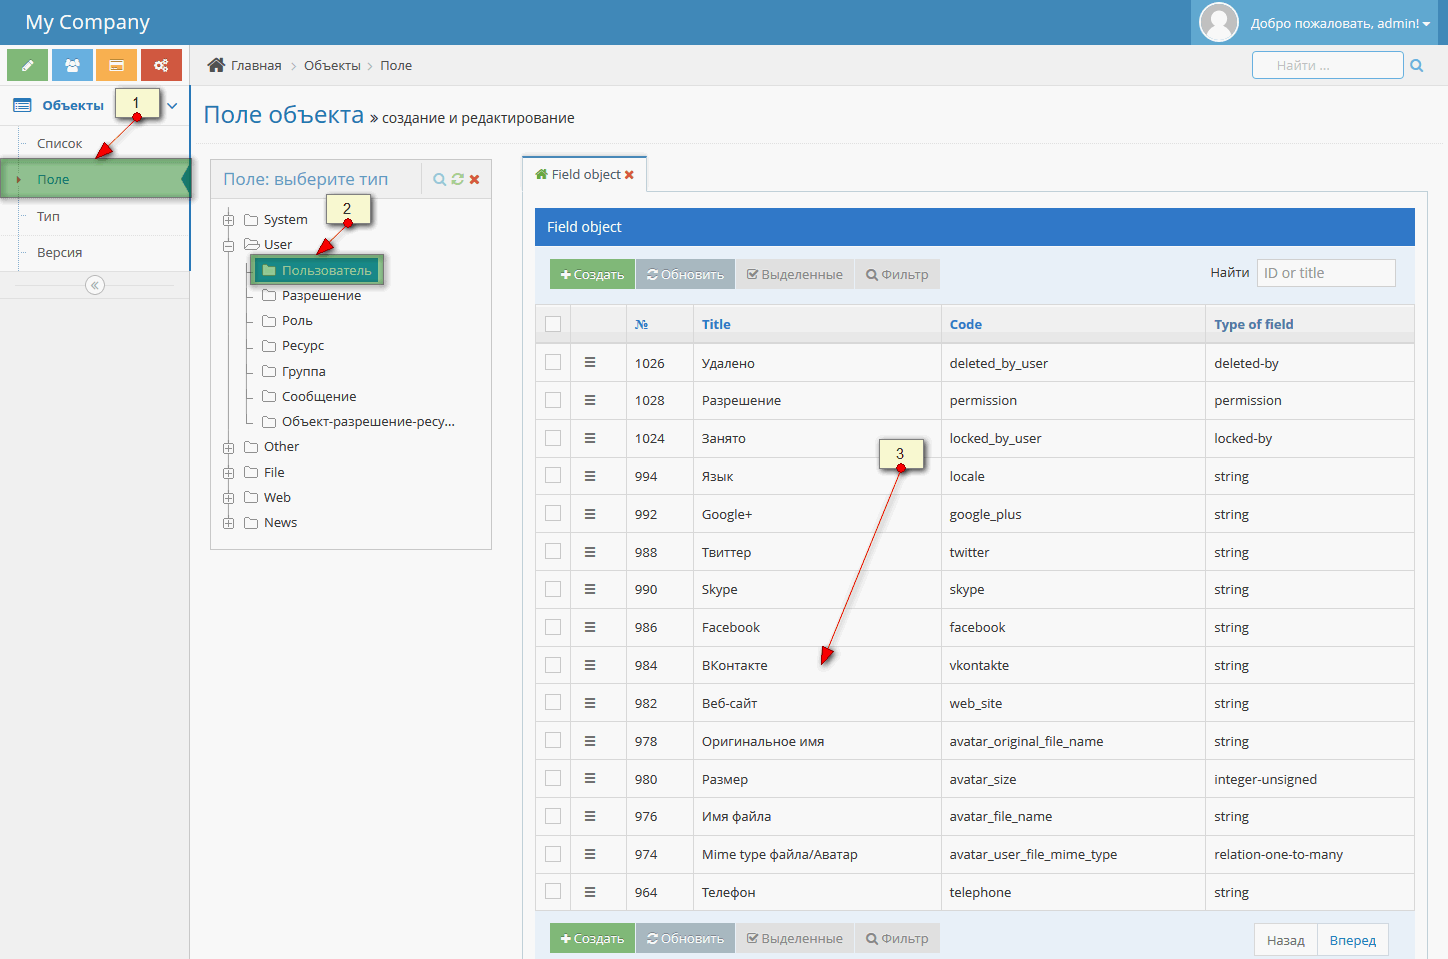 My Company
Добро пожаловать, admin!
Главная > Объекты > Поле
Найти ...
Объекты
1
Список
Поле
Тип
Версия
Поле объекта » создание и редактирование
Поле: выберите тип
System
2
User
Пользователь
Разрешение
Роль
Ресурс
Группа
Сообщение
Объект-разрешение-ресу...
Other
File
Web
News
Field object
Field object
Создать Обновить Выделенные Фильтр Найти ID or title
№ Title Code Type of field
1026 Удалено deleted_by_user deleted-by
1028 Разрешение permission permission
1024 Занято locked_by_user locked-by
3
994 Язык locale string
992 Google+ google_plus string
988 Твиттер twitter string
990 Skype skype string
986 Facebook facebook string
984 ВКонтакте vkontakte string
982 Веб-сайт web_site string
978 Оригинальное имя avatar_original_file_name string
980 Размер avatar_size integer-unsigned
976 Имя файла avatar_file_name string
974 Mime type файла/Аватар avatar_user_file_mime_type relation-one-to-many
964 Телефон telephone string
Создать Обновить Выделенные Фильтр Назад Вперед